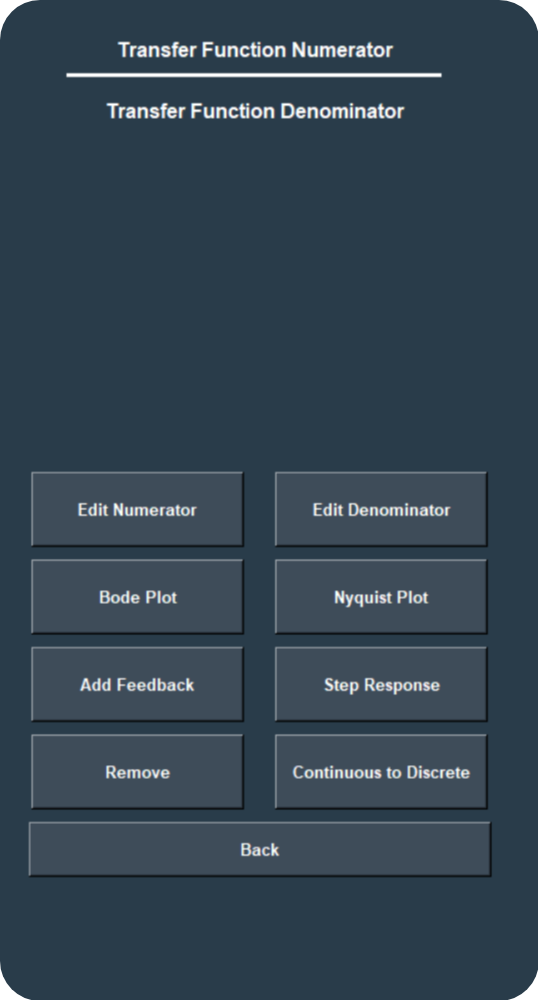 Transfer Function Numerator
Transfer Function Denominator
Edit Numerator
Edit Denominator
Bode Plot
Nyquist Plot
Add Feedback
Step Response
Remove
Continuous to Discrete
Back